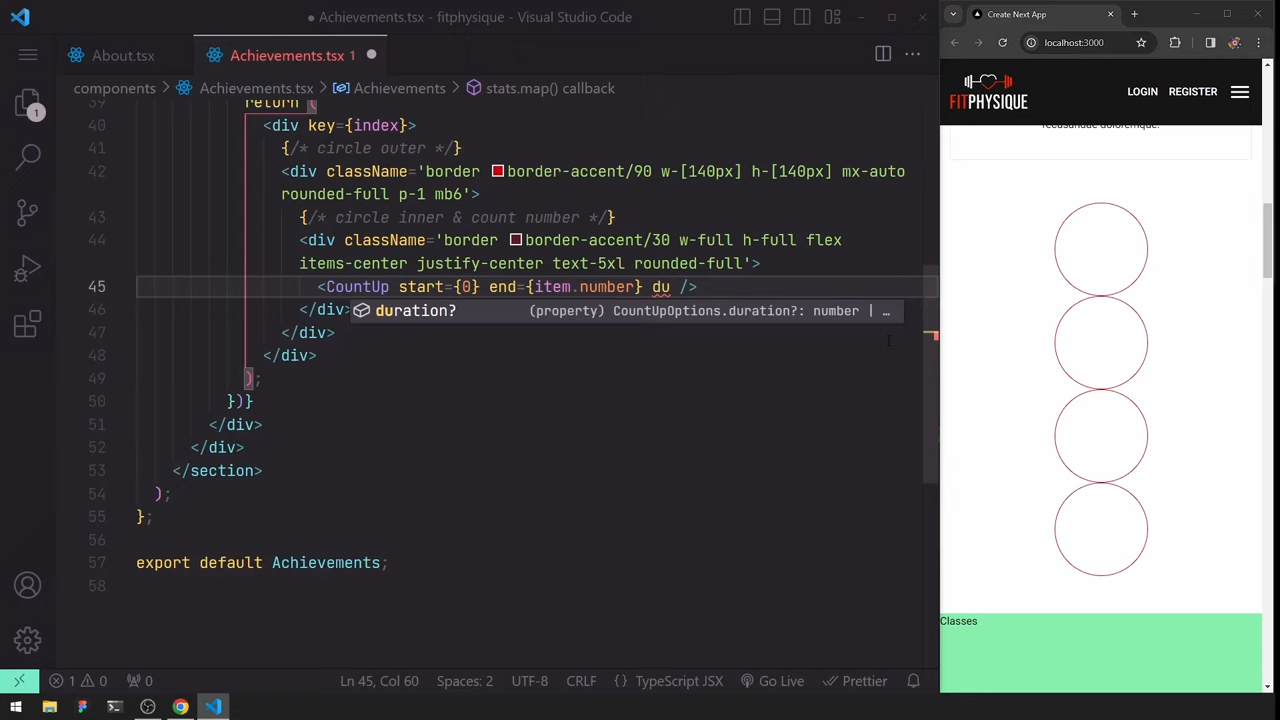 ● Achievements.tsx - fitphysique - Visual Studio Code
About.tsx
Achievements.tsx 1
components > Achievements.tsx > Achievements > stats.map() callback
39 return (
40 <div key={index}>
41 {/* circle outer */}
42 <div className='border border-accent/90 w-[140px] h-[140px] mx-auto
rounded-full p-1 mb6'>
43 {/* circle inner & count number */}
44 <div className='border border-accent/30 w-full h-full flex
items-center justify-center text-5xl rounded-full'>
45 <CountUp start={0} end={item.number} du />
duration? (property) CountUpOptions.duration?: number | …
46 </div>
47 </div>
48 </div>
49 );
50 })}
51 </div>
52 </div>
53 </section>
54 );
55 };
56
57 export default Achievements;
58
1
1 0 0 Ln 45, Col 60 Spaces: 2 UTF-8 CRLF {} TypeScript JSX Go Live Prettier
Create Next App
localhost:3000
FITPHYSIQUE
LOGIN REGISTER
recusandae doloremque.
Classes